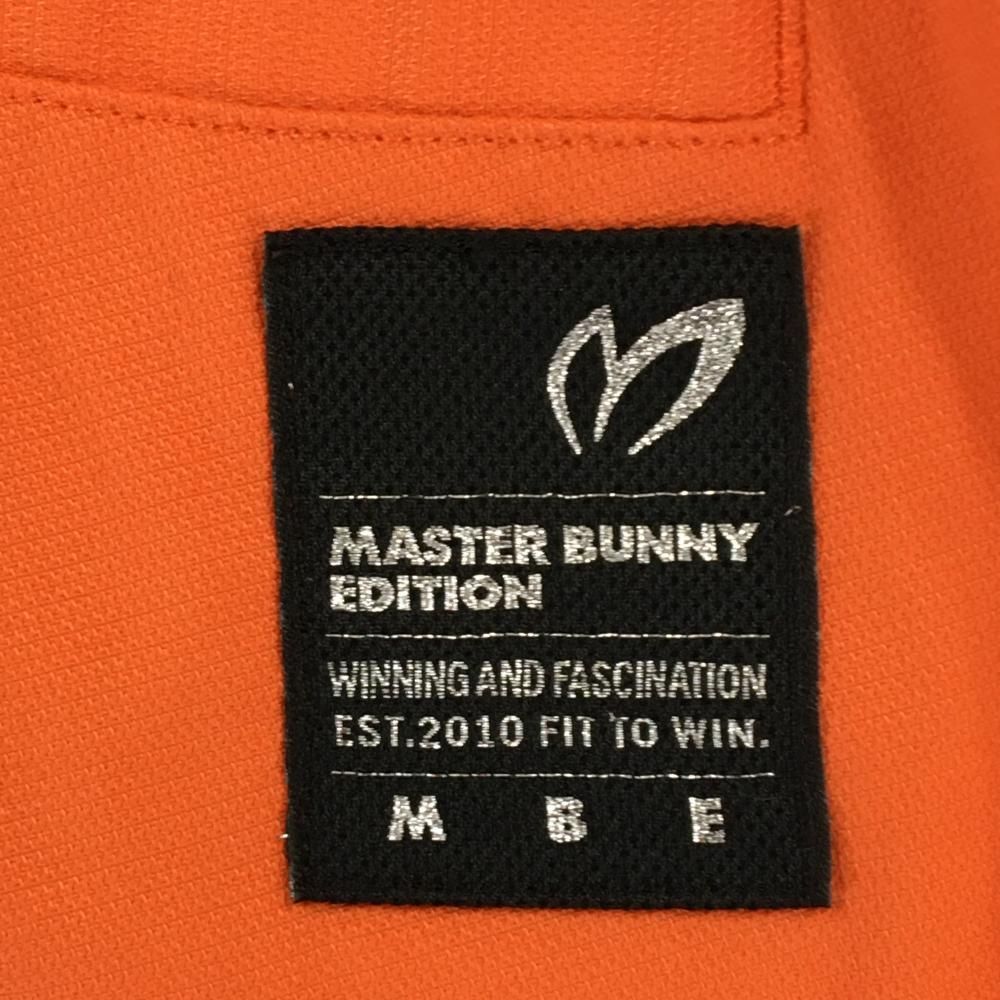 MASTER BUNNY
EDITION
WINNING AND FASCINATION
EST.2010 FIT TO WIN.
M B E